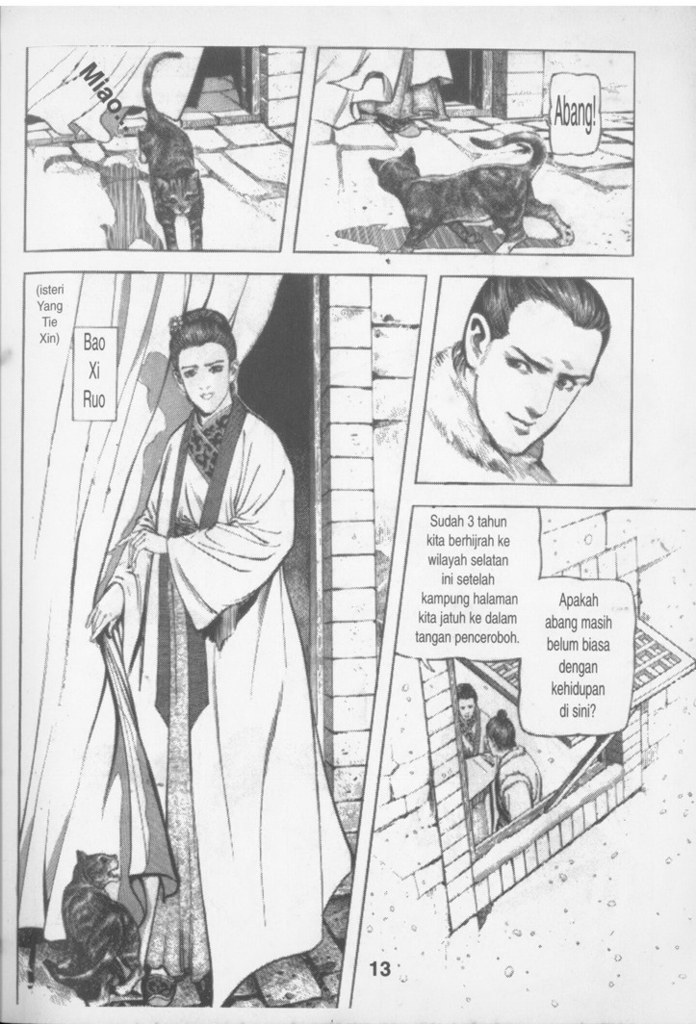 Miao...
Abang!
(isteri
Yang
Tie
Xin)
Bao
Xi
Ruo
Sudah 3 tahun
kita berhijrah ke
wilayah selatan
ini setelah
kampung halaman
kita jatuh ke dalam
tangan penceroboh.
Apakah
abang masih
belum biasa
dengan
kehidupan
di sini?
13